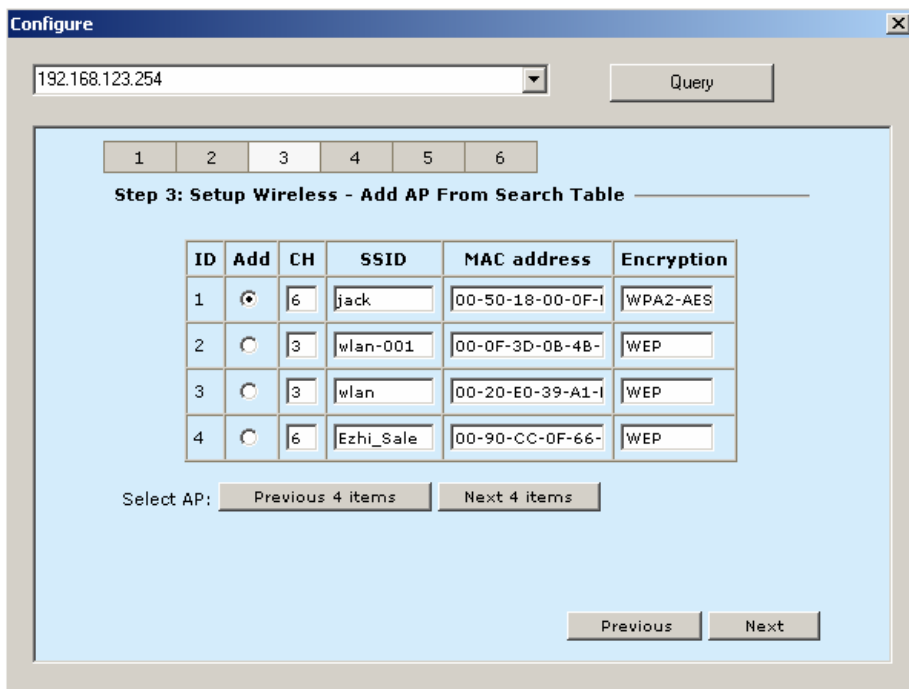 Configure
192.168.123.254
Query
1 2 3 4 5 6
Step 3: Setup Wireless - Add AP From Search Table
ID Add CH SSID MAC address Encryption
1 6 jack 00-50-18-00-0F- WPA2-AES
2 3 wlan-001 00-0F-3D-0B-4B- WEP
3 3 wlan 00-20-E0-39-A1- WEP
4 6 Ezhi_Sale 00-90-CC-0F-66- WEP
Select AP: Previous 4 items Next 4 items
Previous Next